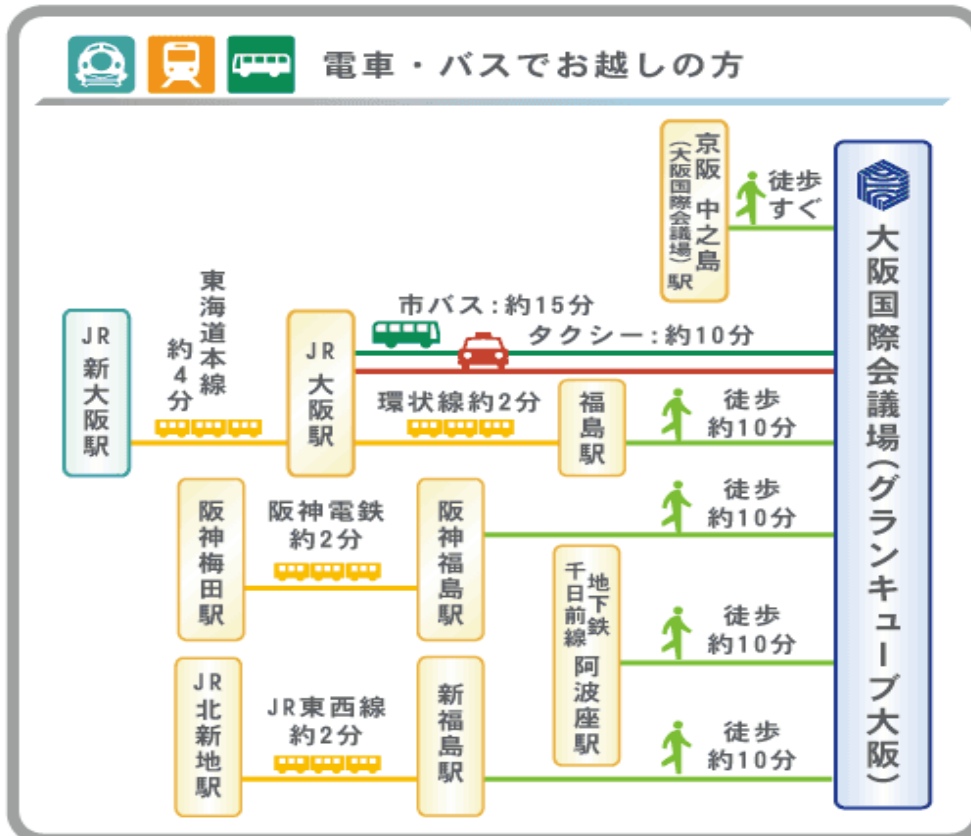 電車・バスでお越しの方
京阪 中之島駅
(大阪国際会議場)
徒歩
すぐ
大阪国際会議場(グランキューブ大阪)
JR 新大阪駅
東海道本線
約4分
JR 大阪駅
市バス:約15分
タクシー:約10分
環状線約2分
福島駅
徒歩
約10分
阪神梅田駅
阪神電鉄
約2分
阪神福島駅
徒歩
約10分
地下鉄
千日前線
阿波座駅
徒歩
約10分
JR 北新地駅
JR東西線
約2分
新福島駅
徒歩
約10分